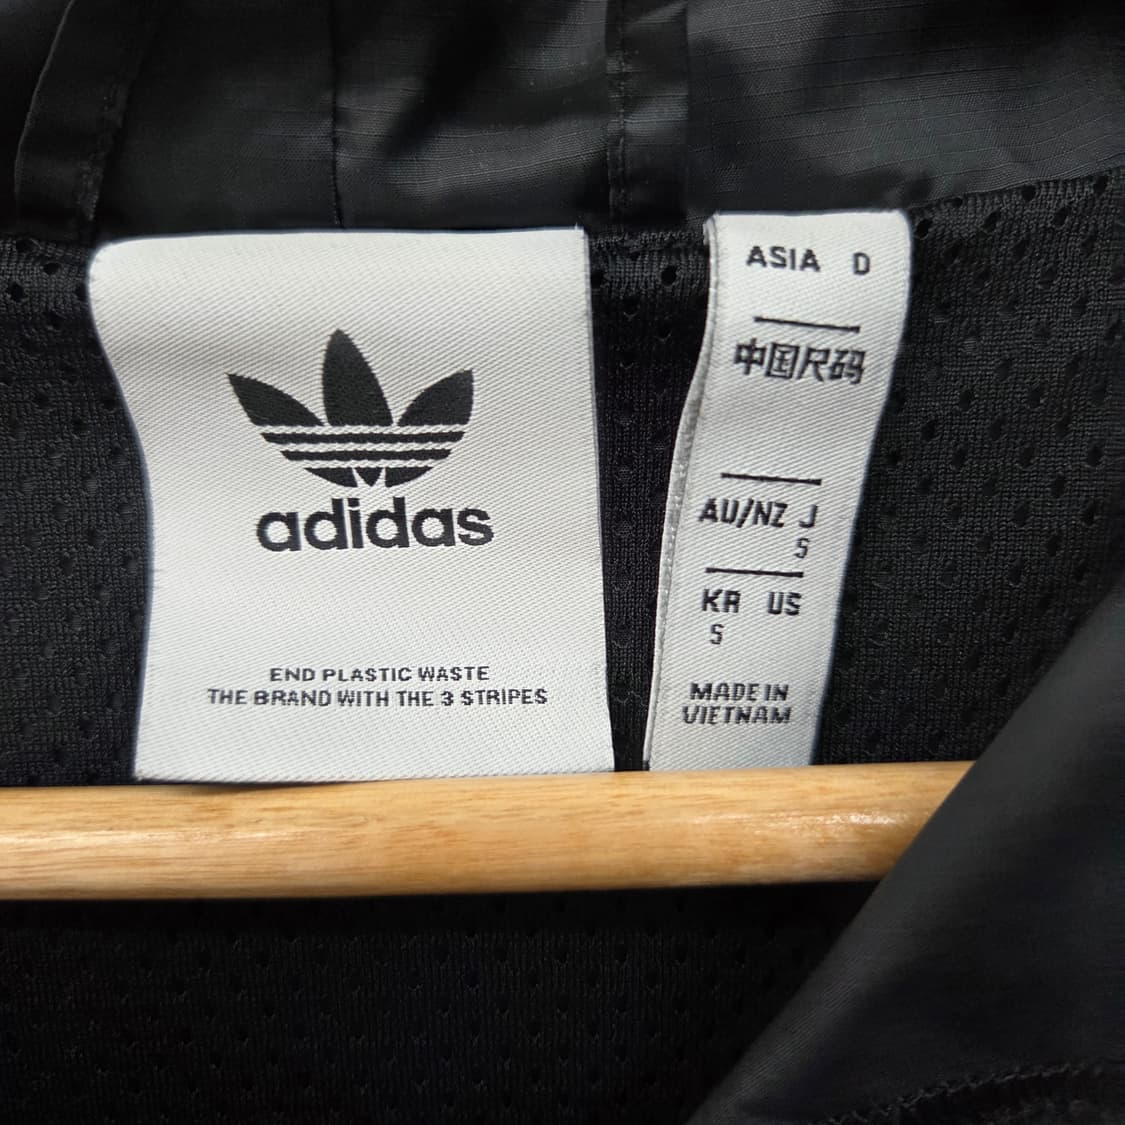 adidas
END PLASTIC WASTE
THE BRAND WITH THE 3 STRIPES
ASIA D
中国尺码
AU/NZ J
S
KR US
S
MADE IN
VIETNAM